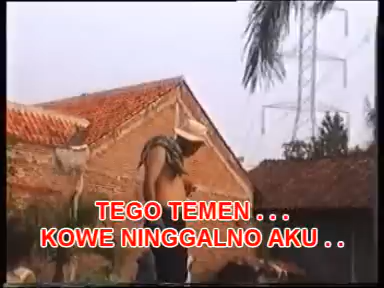 TEGO TEMEN . . .
KOWE NINGGALNO AKU . .